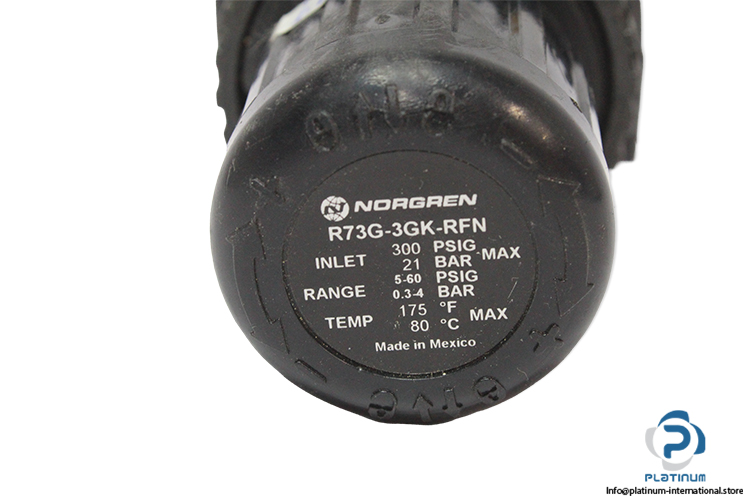 NORGREN
R73G-3GK-RFN
INLET 300 PSIG MAX
21 BAR
RANGE 5-60 PSIG
0.3-4 BAR
TEMP 175 °F MAX
80 °C
Made in Mexico
PLATINUM
Info@platinum-international.store